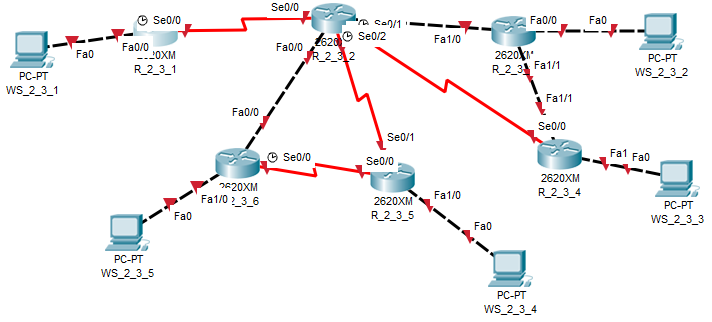 Se0/0
Se0/1
Fa0/0
Fa0
Fa0/0
Fa0
Fa1/0
Se0/2
Fa0/0
2620XM
R_2_3_1
R_2_3_2
PC-PT
WS_2_3_1
PC-PT
WS_2_3_2
Fa1/1
Fa1/1
Fa0/0
Se0/0
Se0/1
Se0/0
Se0/0
Fa1
Fa0
2620XM
R_2_3_4
2620XM
Fa1/0
Fa0
2620XM
R_2_3_5
Fa1/0
PC-PT
WS_2_3_3
Fa0
PC-PT
WS_2_3_5
PC-PT
WS_2_3_4